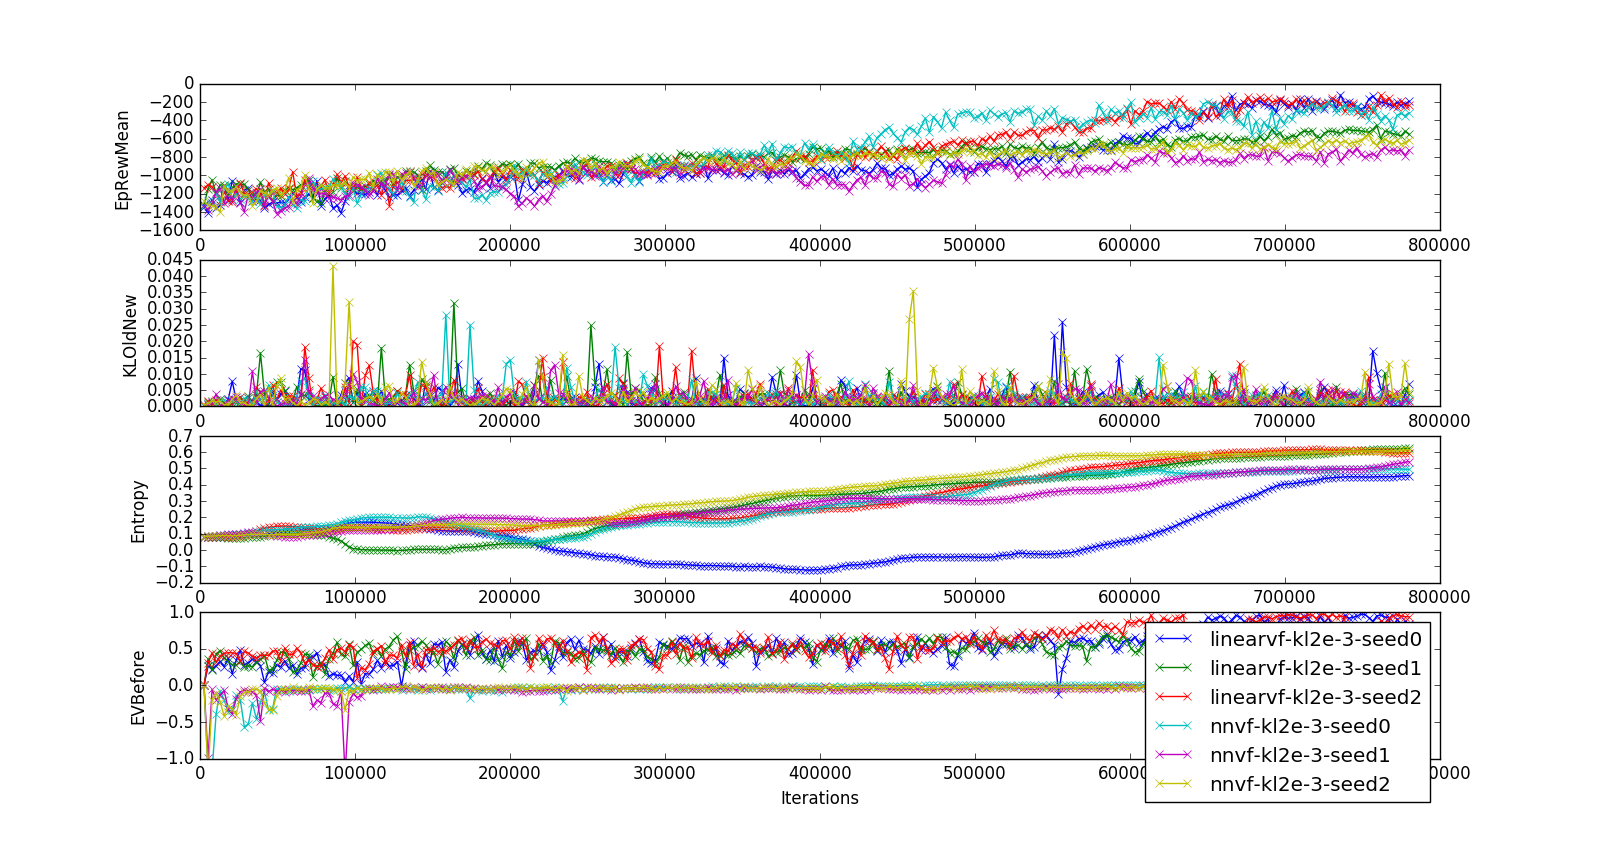 0
−200
−400
−600
−800
−1000
−1200
−1400
−1600
EpRewMean
0 100000 200000 300000 400000 500000 600000 700000 800000
0.045
0.040
0.035
0.030
0.025
0.020
0.015
0.010
0.005
0.000
KLOldNew
0 100000 200000 300000 400000 500000 600000 700000 800000
0.7
0.6
0.5
0.4
0.3
0.2
0.1
0.0
−0.1
−0.2
Entropy
0 100000 200000 300000 400000 500000 600000 700000 800000
1.0
0.5
0.0
−0.5
−1.0
EVBefore
linearvf-kl2e-3-seed0
linearvf-kl2e-3-seed1
linearvf-kl2e-3-seed2
nnvf-kl2e-3-seed0
nnvf-kl2e-3-seed1
nnvf-kl2e-3-seed2
0 100000 200000 300000 400000 500000
Iterations